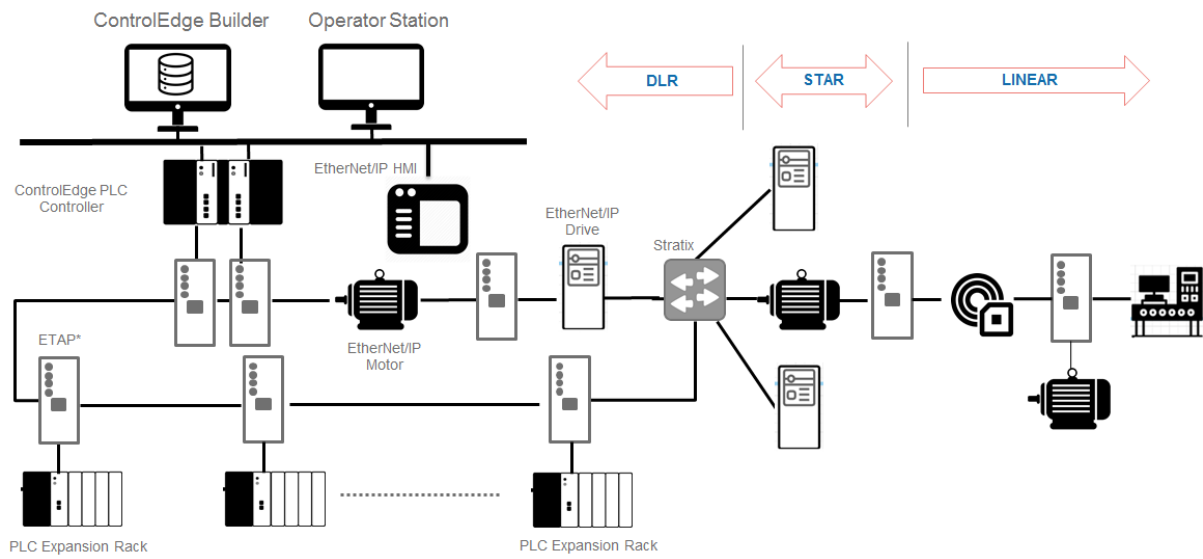 ControlEdge Builder
Operator Station
DLR
STAR
LINEAR
EtherNet/IP HMI
ControlEdge PLC
Controller
EtherNet/IP
Drive
Stratix
ETAP*
EtherNet/IP
Motor
PLC Expansion Rack
PLC Expansion Rack